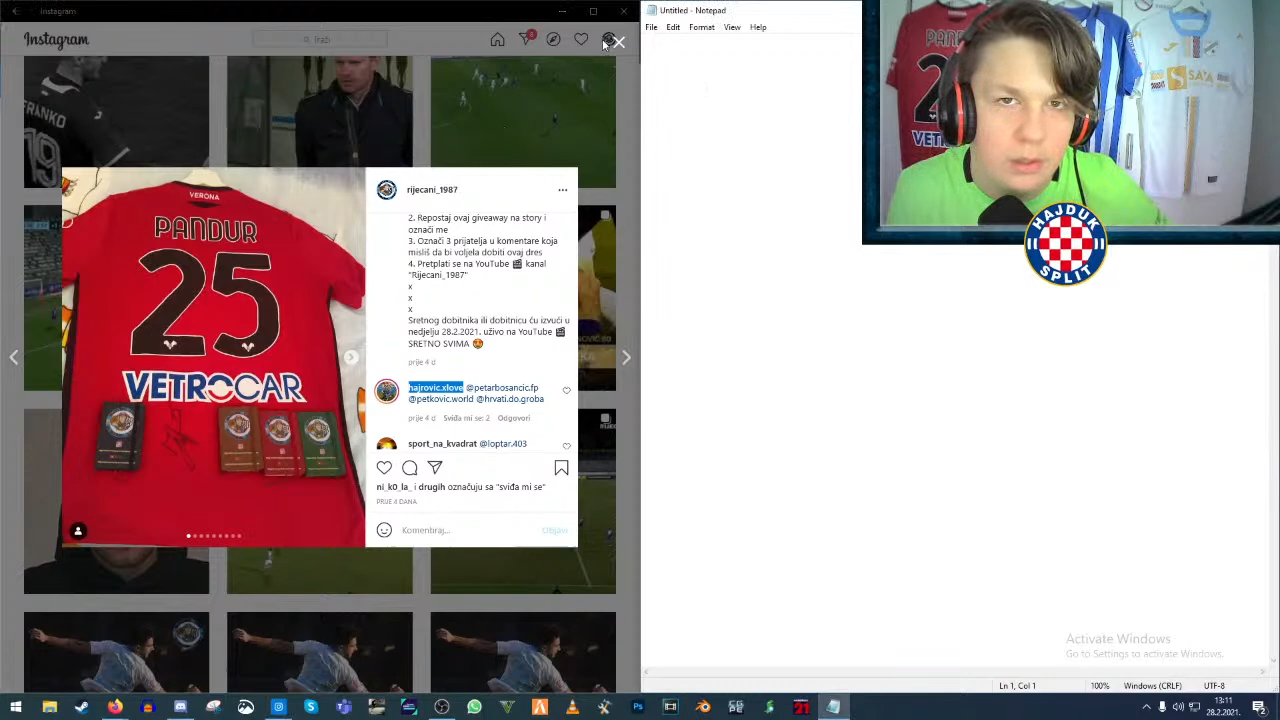 Instagram
Instagram
Traži
FRANKO
19
VERONA
PANDUR
25
VETROCAR
rijecani_1987
2. Repostaj ovaj giveaway na story i
označi me
3. Označi 3 prijatelja u komentare koja
misliš da bi voljela dobiti ovaj dres
4. Pretplati se na YouTube 🎬 kanal
"Rijecani_1987"
x
x
x
Sretnog dobitnika ili dobitnicu ću izvući u
nedjelju 28.2.2021. uživo na YouTube 🎬
SRETNO SVIMA 😍
prije 4 d
hajrovic.xlove @petarbosancic.fp
@petkovic.world @hrvati.do.groba
prije 4 d Sviđa mi se: 2 Odgovori
sport_na_kvadrat @loptar.403
ni_k0_la_ i drugih označuju sa "sviđa mi se"
PRIJE 4 DANA
Komentiraj...
Objavi
Untitled - Notepad
File Edit Format View Help
HAJDUK
SPLIT
Activate Windows
Go to Settings to activate Windows.
Ln 1, Col 1 100% Windows (CRLF) UTF-8
13:11
28.2.2021.